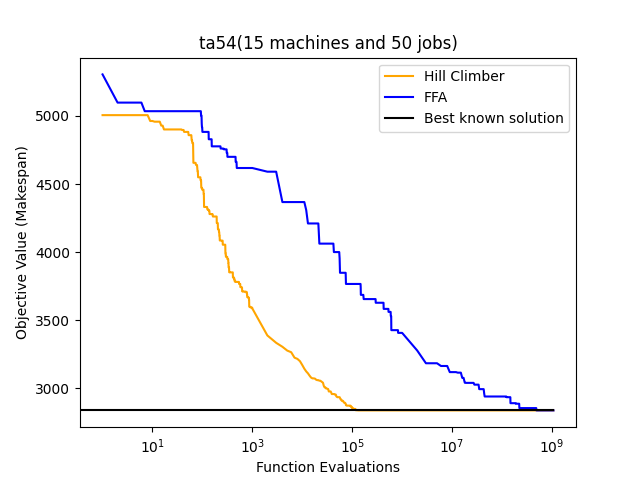 ta54(15 machines and 50 jobs)
Hill Climber
FFA
Best known solution
Objective Value (Makespan)
5000
4500
4000
3500
3000
10^1
10^3
10^5
10^7
10^9
Function Evaluations